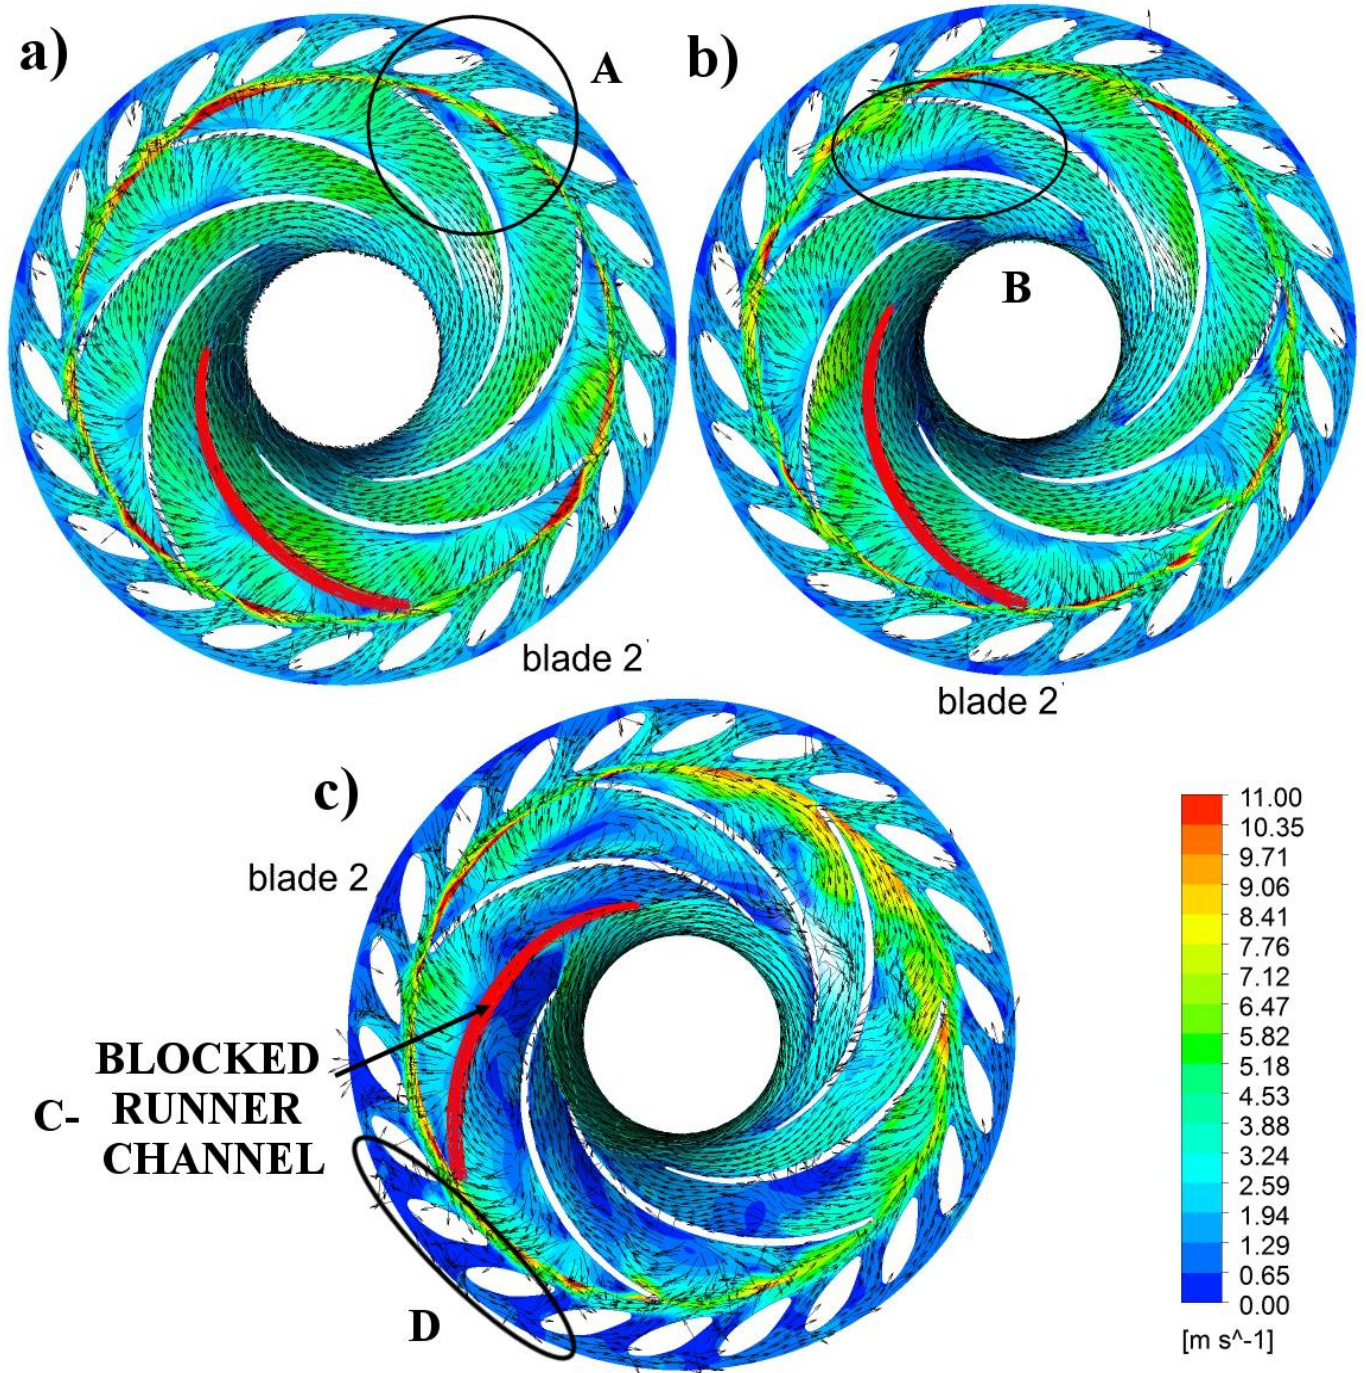 a)
A
b)
B
blade 2'
blade 2'
c)
blade 2
BLOCKED
C- RUNNER
CHANNEL
D
11.00
10.35
9.71
9.06
8.41
7.76
7.12
6.47
5.82
5.18
4.53
3.88
3.24
2.59
1.94
1.29
0.65
0.00
[m s^-1]